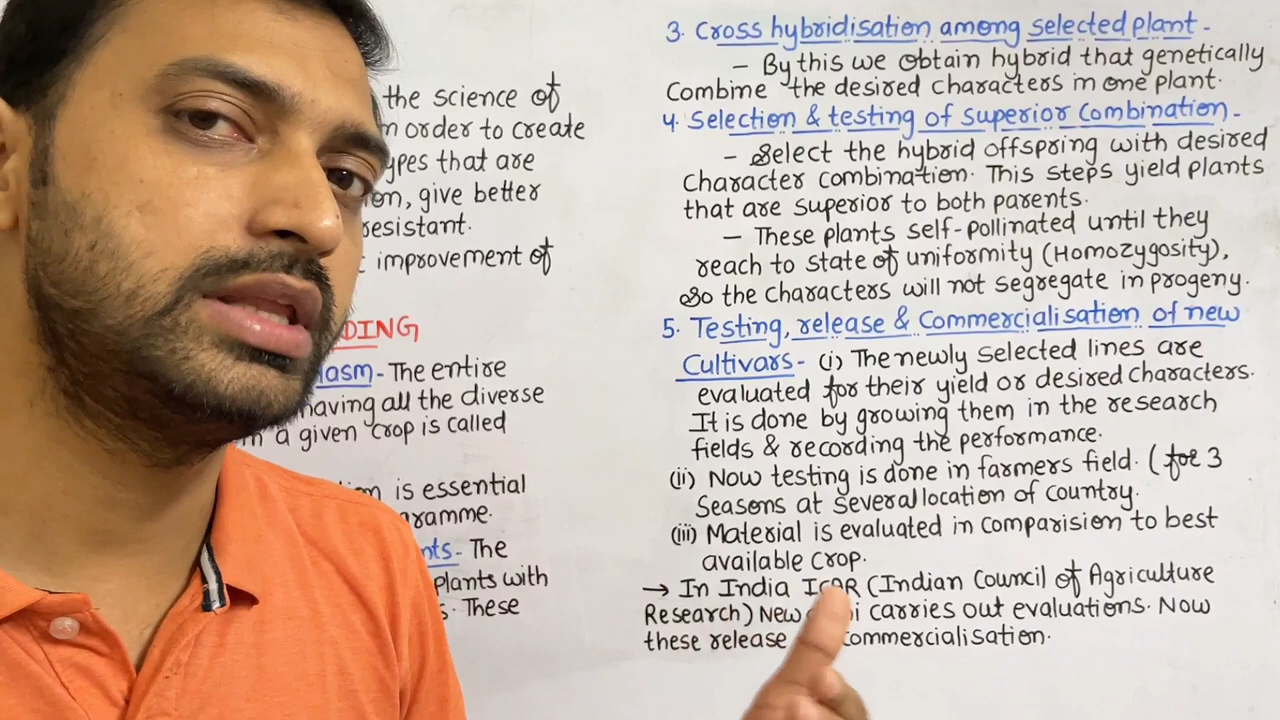 the science of
n order to create
ypes that are
on, give better
resistant.
improvement of
DING
lasm - The entire
having all the diverse
a given crop is called
is essential
gramme.
nts - The
plants with
s. These
3. Cross hybridisation among selected plant -
- By this we obtain hybrid that genetically
Combine the desired characters in one plant.
4. Selection & testing of superior combination -
- Select the hybrid offspring with desired
character combination. This steps yield plants
that are superior to both parents.
- These plants self-pollinated until they
reach to state of uniformity (Homozygosity),
So the characters will not segregate in progeny.
5. Testing, release & Commercialisation of new
Cultivars - (i) The newly selected lines are
evaluated for their yield or desired characters.
It is done by growing them in the research
fields & recording the performance.
(ii) Now testing is done in farmers field. (for 3
Seasons at several location of country.
(iii) Material is evaluated in comparision to best
available crop.
→ In India ICAR (Indian Council of Agriculture
Research) New carries out evaluations. Now
these release commercialisation.